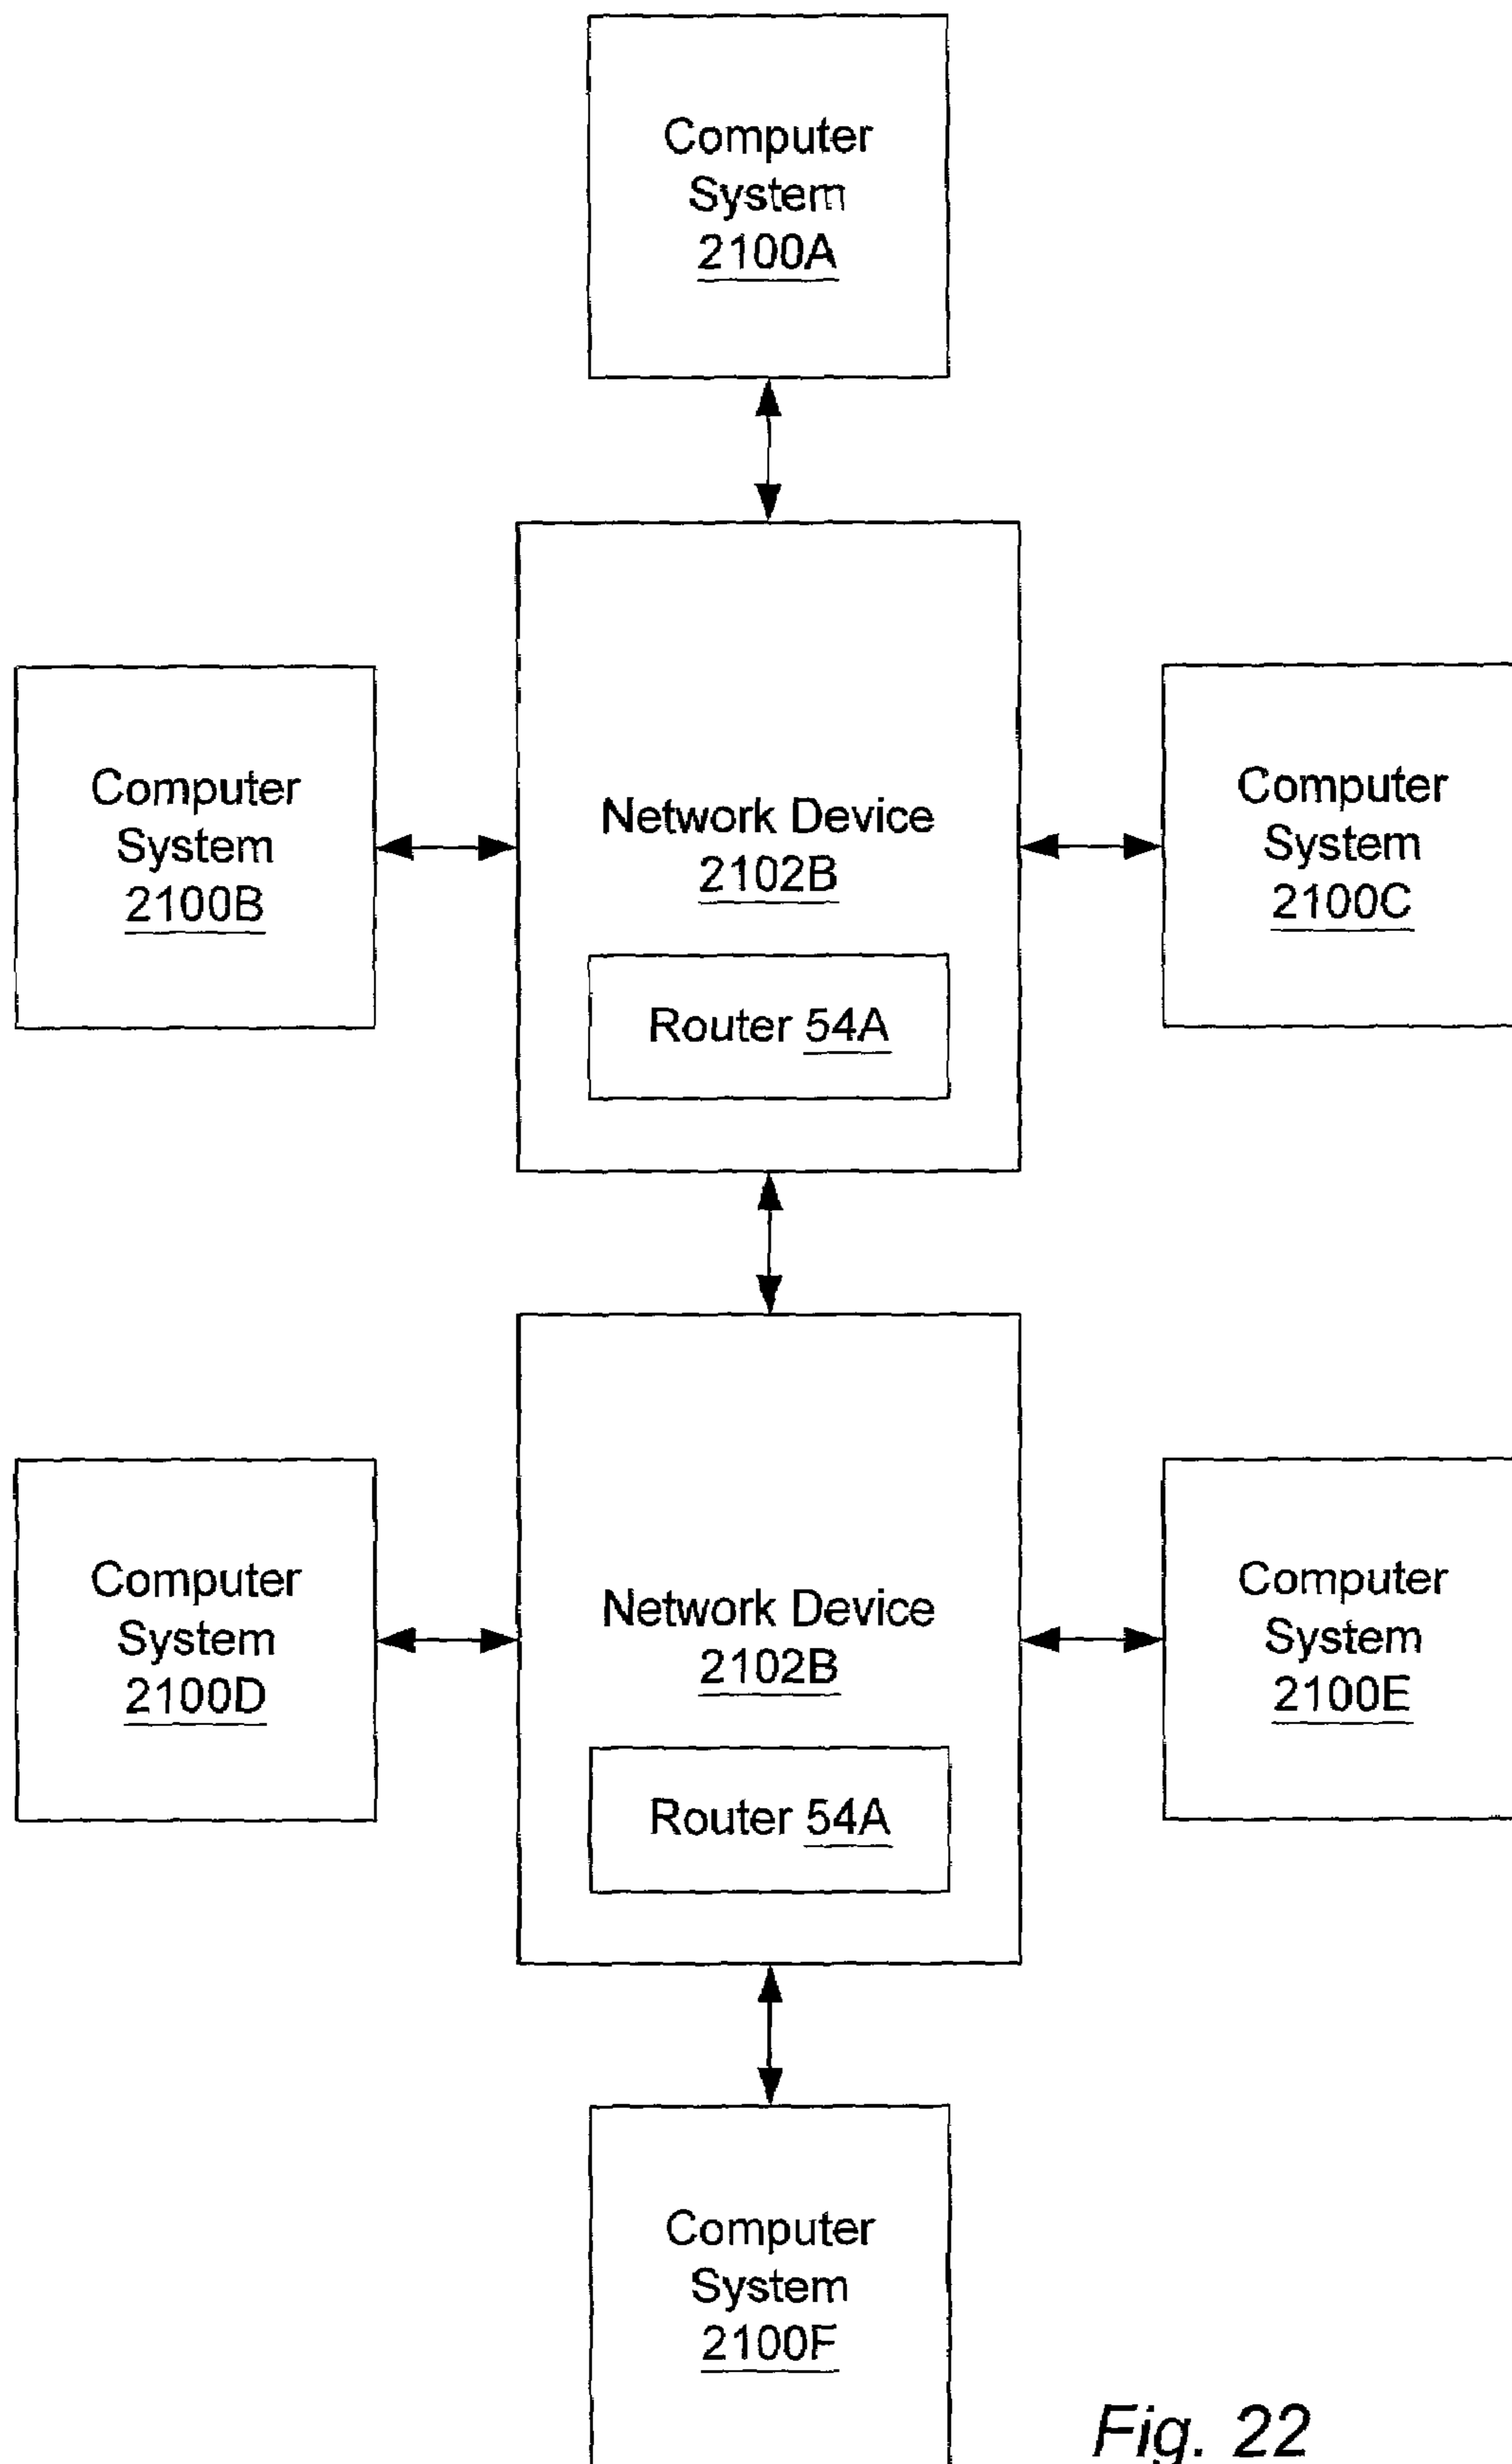 Computer
System
2100A
Computer
System
2100B
Network Device
2102B
Computer
System
2100C
Router 54A
Computer
System
2100D
Network Device
2102B
Computer
System
2100E
Router 54A
Computer
System
2100F
Fig. 22